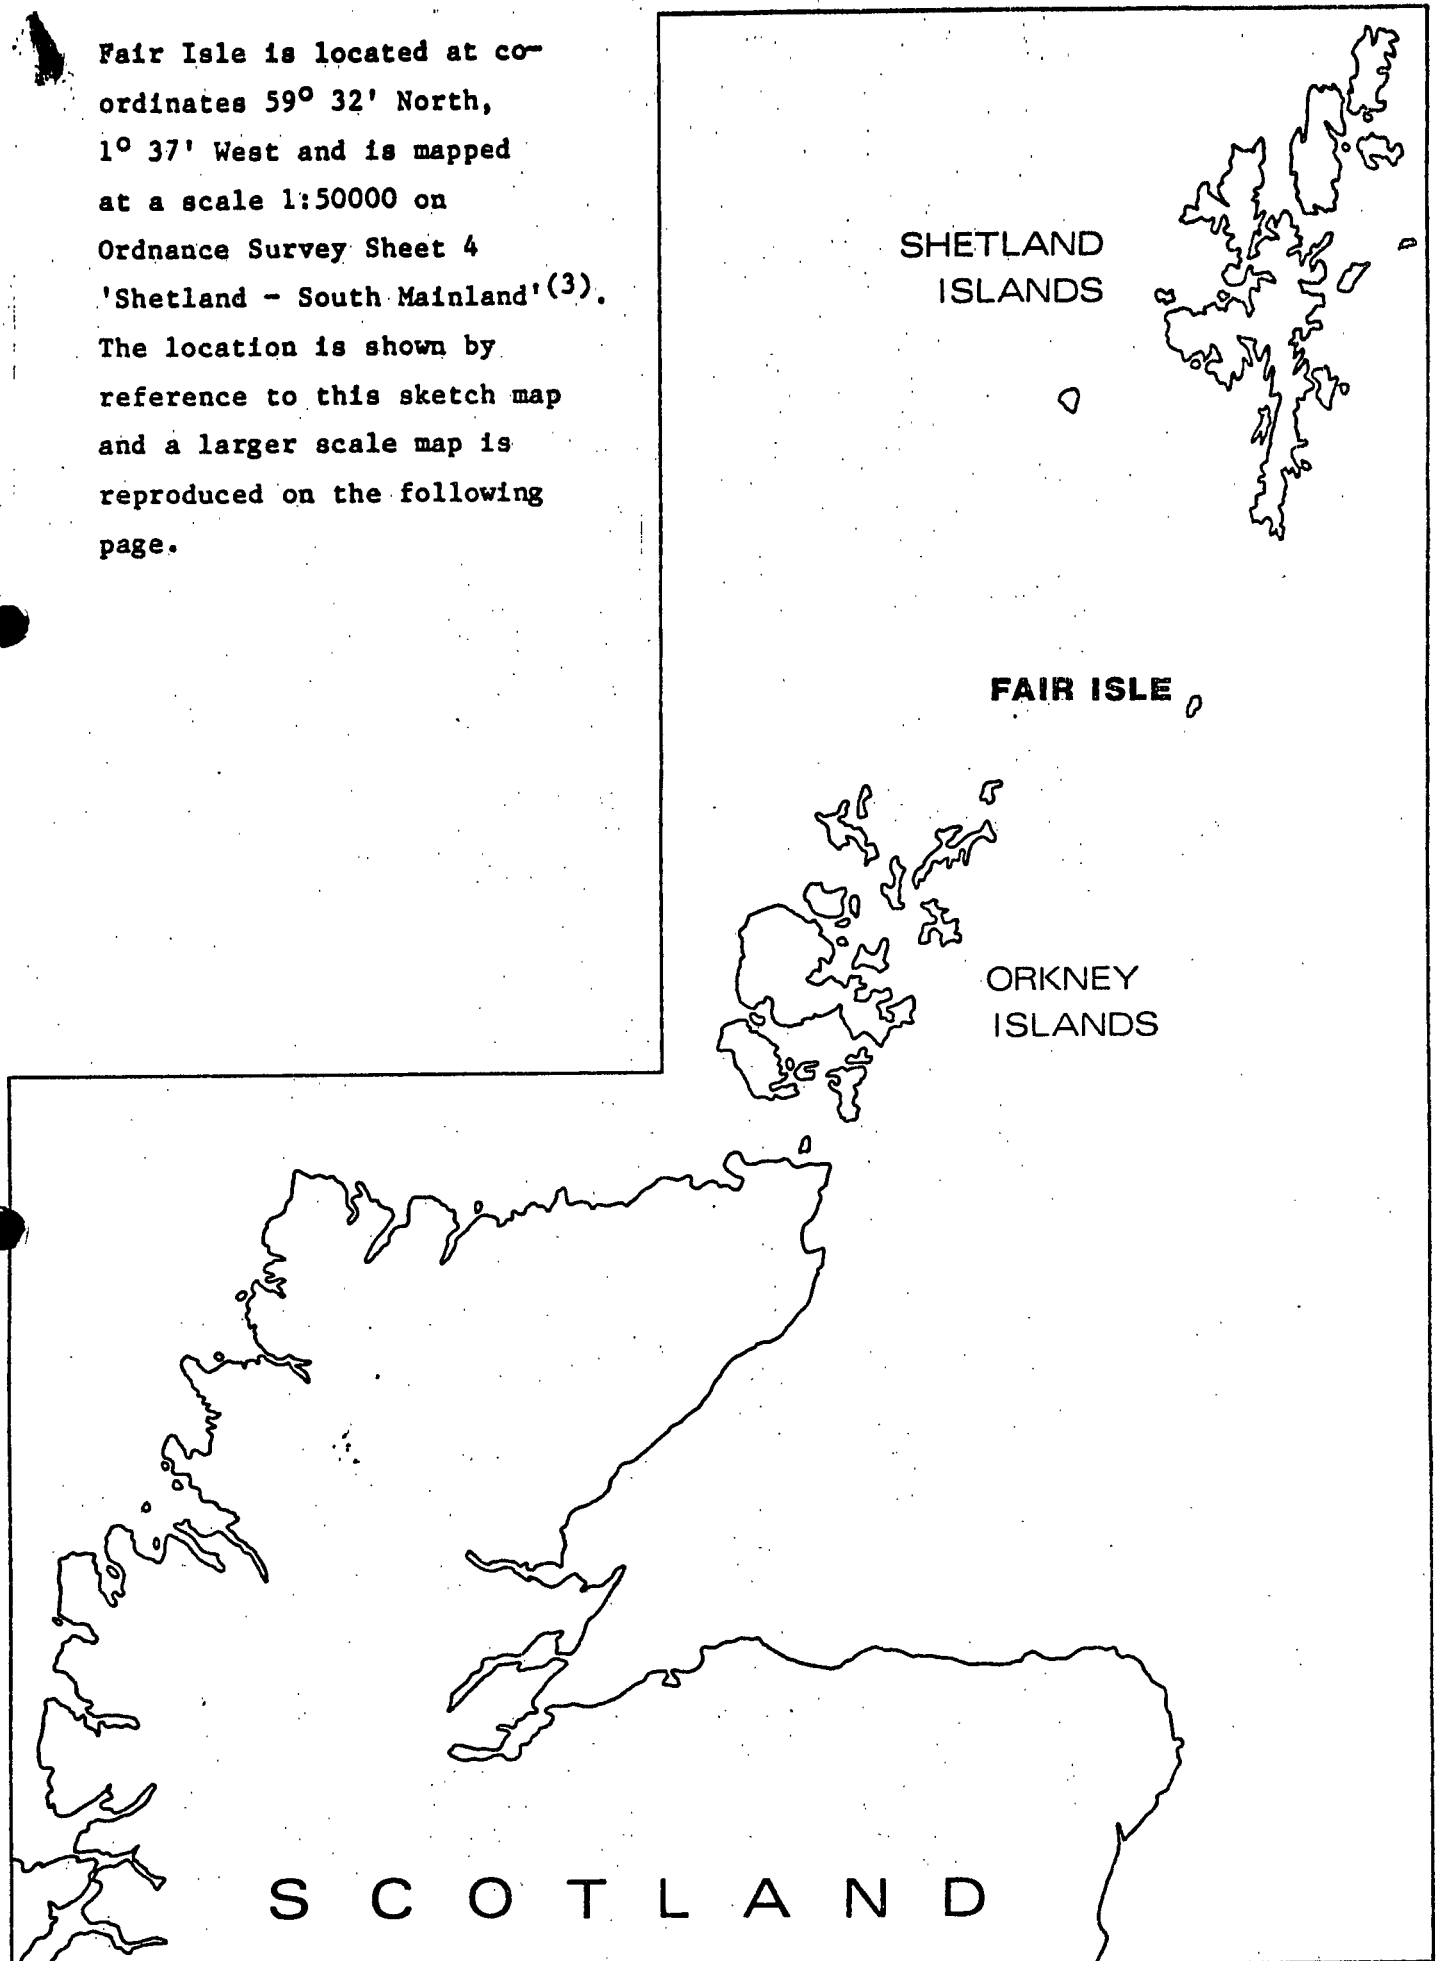 Fair Isle is located at co-
ordinates 59º 32' North,
1º 37' West and is mapped
at a scale 1:50000 on
Ordnance Survey Sheet 4
'Shetland - South Mainland'(3).
The location is shown by
reference to this sketch map
and a larger scale map is
reproduced on the following
page.
SHETLAND
ISLANDS
FAIR ISLE
ORKNEY
ISLANDS
SCOTLAND